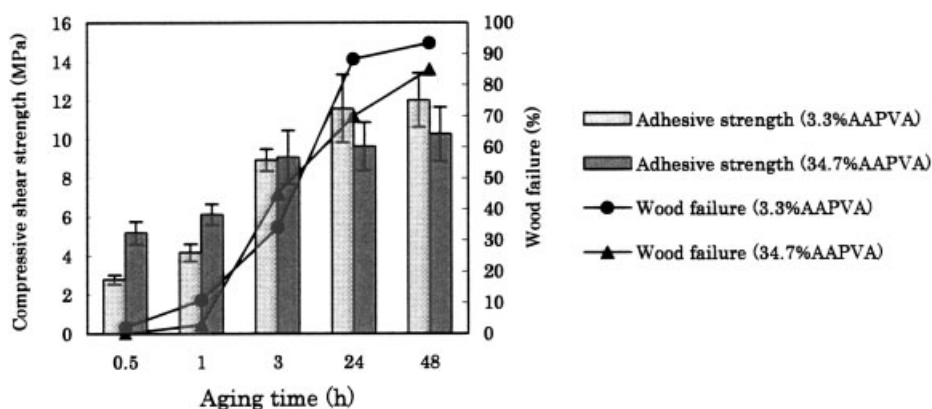 Compressive shear strength (MPa)
16
14
12
10
8
6
4
2
0
100
90
80
70
60
50
40
30
20
10
0
Wood failure (%)
0.5 1 3 24 48
Aging time (h)
Adhesive strength (3.3%AAPVA)
Adhesive strength (34.7%AAPVA)
Wood failure (3.3%AAPVA)
Wood failure (34.7%AAPVA)